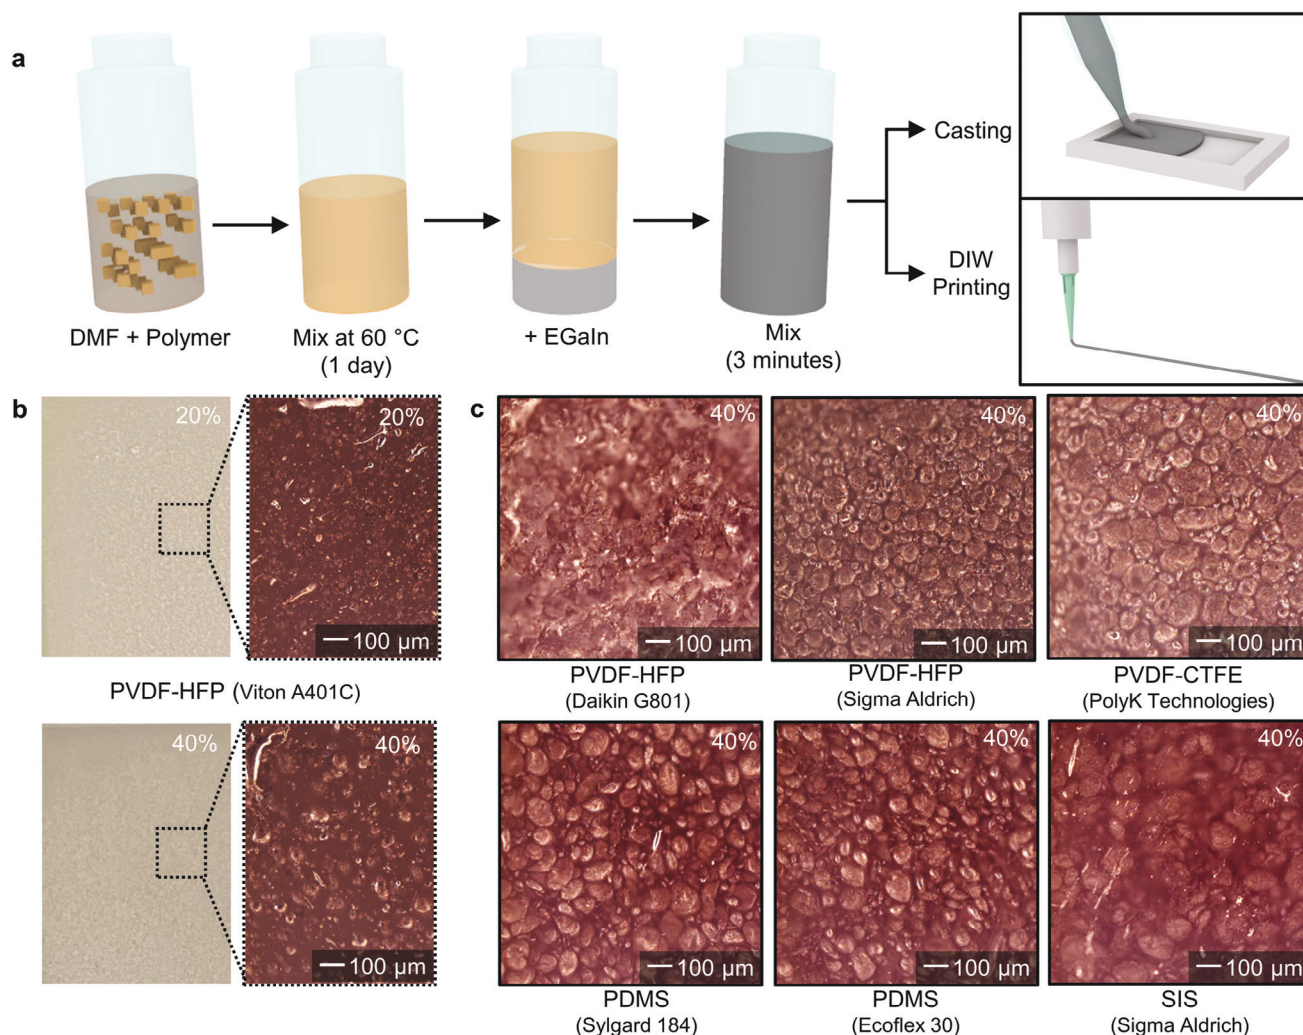 a
DMF + Polymer
Mix at 60 °C
(1 day)
+ EGaIn
Mix
(3 minutes)
Casting
DIW
Printing
b
20%
20%
100 µm
PVDF-HFP (Viton A401C)
40%
40%
100 µm
c
40%
100 µm
PVDF-HFP
(Daikin G801)
40%
100 µm
PVDF-HFP
(Sigma Aldrich)
40%
100 µm
PVDF-CTFE
(PolyK Technologies)
40%
100 µm
PDMS
(Sylgard 184)
40%
100 µm
PDMS
(Ecoflex 30)
40%
100 µm
SIS
(Sigma Aldrich)